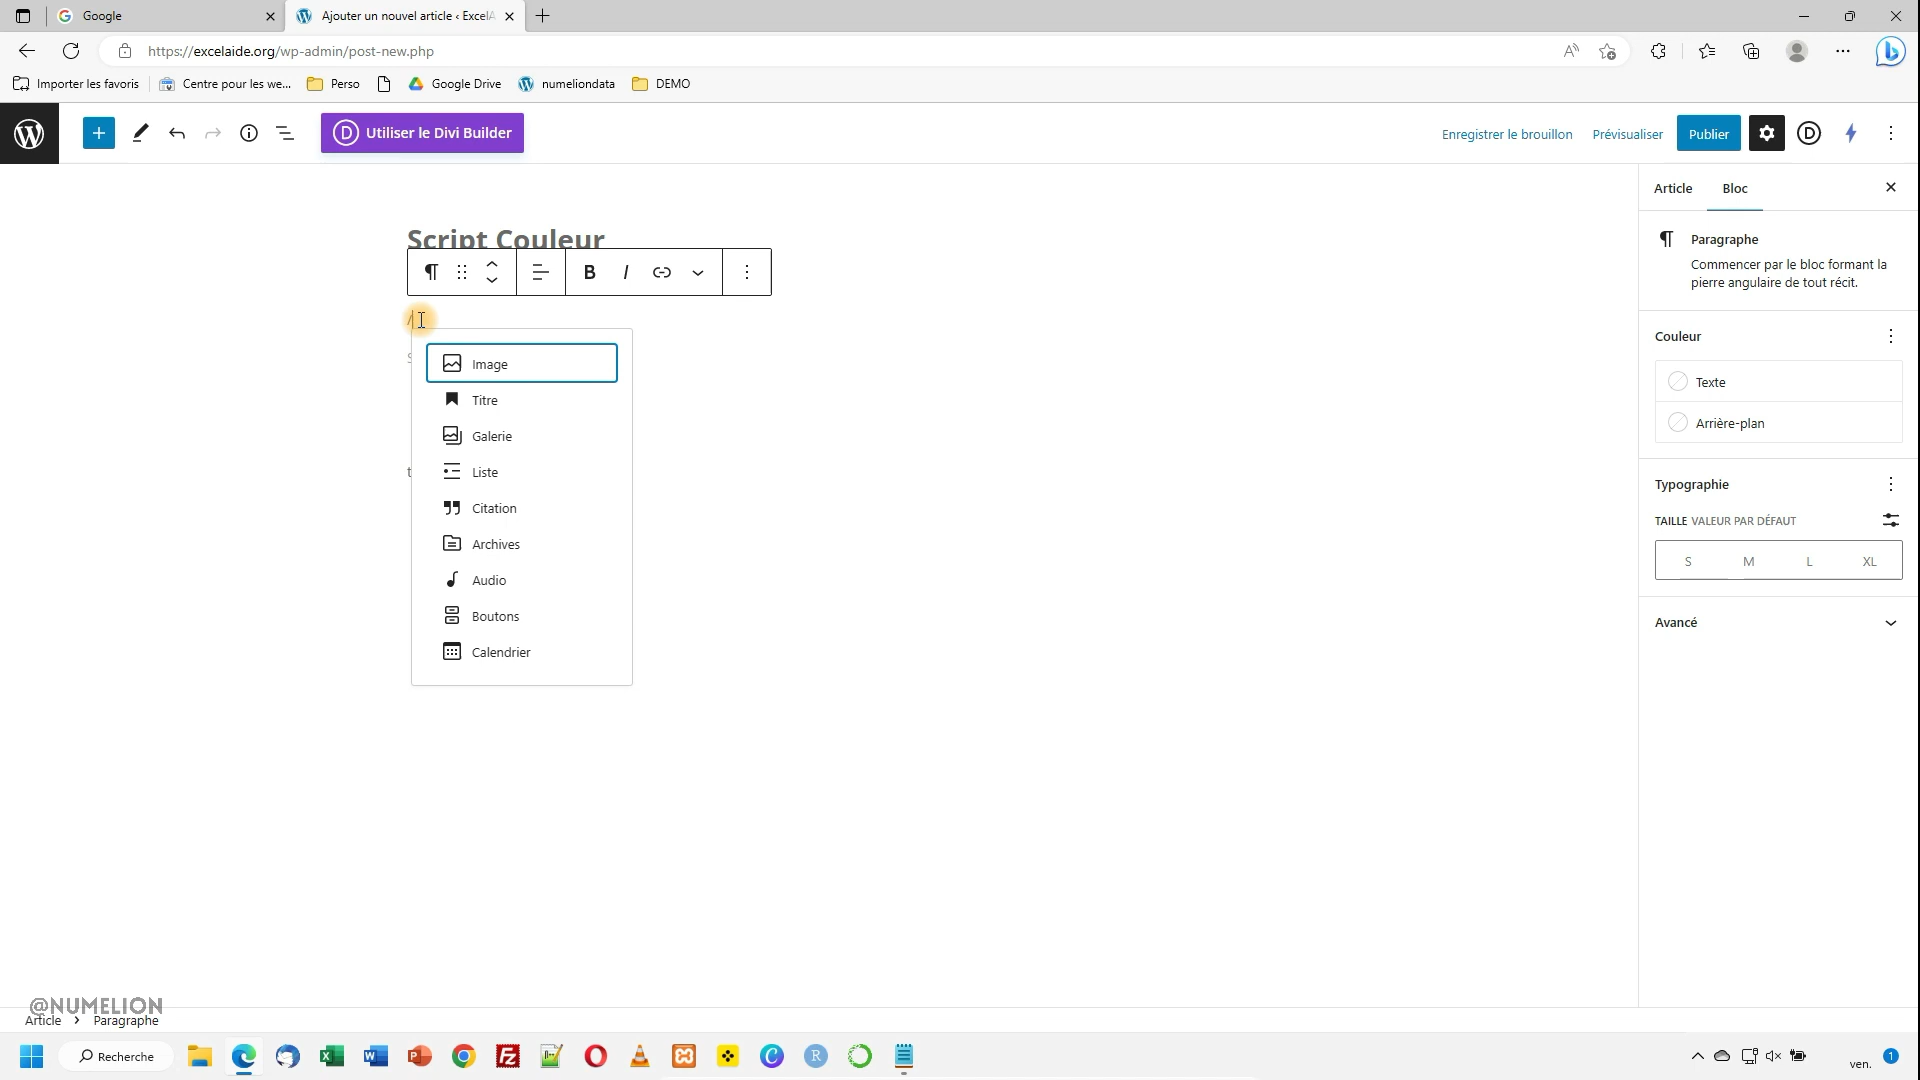 Google
Ajouter un nouvel article ‹ ExcelA
https://excelaide.org/wp-admin/post-new.php
Importer les favoris
Centre pour les we...
Perso
Google Drive
numeliondata
DEMO
Utiliser le Divi Builder
Enregistrer le brouillon
Prévisualiser
Publier
Script Couleur
/
Image
Titre
Galerie
Liste
Citation
Archives
Audio
Boutons
Calendrier
Article
Bloc
Paragraphe
Commencer par le bloc formant la
pierre angulaire de tout récit.
Couleur
Texte
Arrière-plan
Typographie
TAILLE VALEUR PAR DÉFAUT
S M L XL
Avancé
@NUMELION
Article > Paragraphe
Recherche
ven.
1